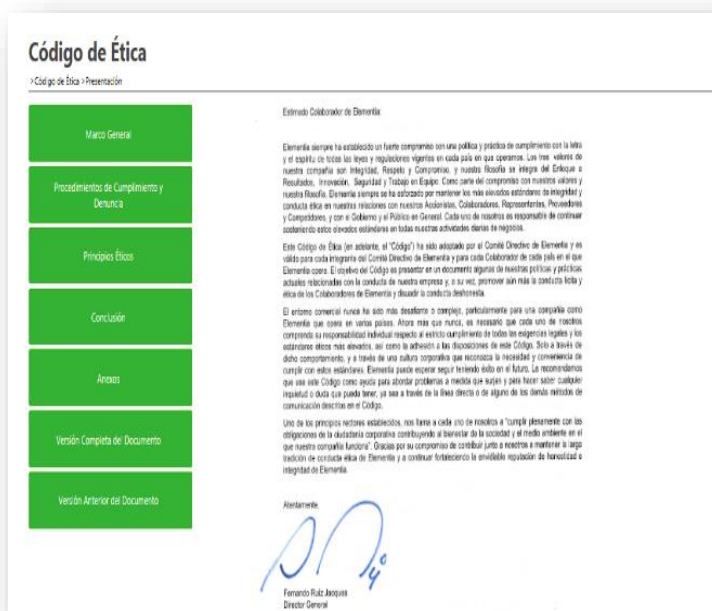 Código de Ética
>Código de Ética >Presentación
Marco General
Procedimientos de Cumplimiento y
Denuncia
Principios Éticos
Conclusión
Anexos
Versión Completa del Documento
Versión Anterior del Documento
Estimado Colaborador de Elementia:
Elementia siempre ha establecido un fuerte compromiso con una política y práctica de cumplimiento con la letra
y el espíritu de todas las leyes y regulaciones vigentes en cada país en que operamos. Los tres valores de
nuestra compañía son Integridad, Respeto y Compromiso, y nuestra filosofía se integra del Enfoque a
Resultados, Innovación, Seguridad y Trabajo en Equipo. Como parte del compromiso con nuestros valores y
nuestra filosofía, Elementia siempre se ha esforzado por mantener los más elevados estándares de integridad y
conducta ética en nuestras relaciones con nuestros Accionistas, Colaboradores, Representantes, Proveedores
y Competidores, y con el Gobierno y el Público en General. Cada uno de nosotros es responsable de continuar
sosteniendo estos elevados estándares en todas nuestras actividades diarias de negocios.
Este Código de Ética (en adelante, el "Código") ha sido adoptado por el Comité Directivo de Elementia y es
válido para cada integrante del Comité Directivo de Elementia y para cada Colaborador de cada país en el que
Elementia opera. El objetivo del Código es presentar en un documento algunas de nuestras políticas y prácticas
actuales relacionadas con la conducta de nuestra empresa y, a su vez, promover aún más la conducta lícita y
ética de los Colaboradores de Elementia y disuadir la conducta deshonesta.
El entorno comercial nunca ha sido más desafiante o complejo, particularmente para una compañía como
Elementia que opera en varios países. Ahora más que nunca, es necesario que cada uno de nosotros
comprenda su responsabilidad individual respecto al estricto cumplimiento de todas las exigencias legales y los
estándares éticos más elevados, así como la adhesión a las disposiciones de este Código. Solo a través de
dicho comportamiento, y a través de una cultura corporativa que reconozca la necesidad y conveniencia de
cumplir con estos estándares, Elementia puede esperar seguir teniendo éxito en el futuro. Le recomendamos
que use este Código como ayuda para abordar problemas a medida que surjan y para hacer saber cualquier
inquietud o duda que pueda tener, ya sea a través de la línea directa o de alguno de los demás métodos de
comunicación descritos en el Código.
Uno de los principios rectores establecidos, nos llama a cada uno de nosotros a "cumplir plenamente con las
obligaciones de la ciudadanía corporativa contribuyendo al bienestar de la sociedad y el medio ambiente en el
que nuestra compañía funciona". Gracias por su compromiso de contribuir junto a nosotros a mantener la larga
tradición de conducta ética de Elementia y a continuar fortaleciendo la envidiable reputación de honestidad e
integridad de Elementia.
Atentamente,
Fernando Ruiz Jacques
Director General